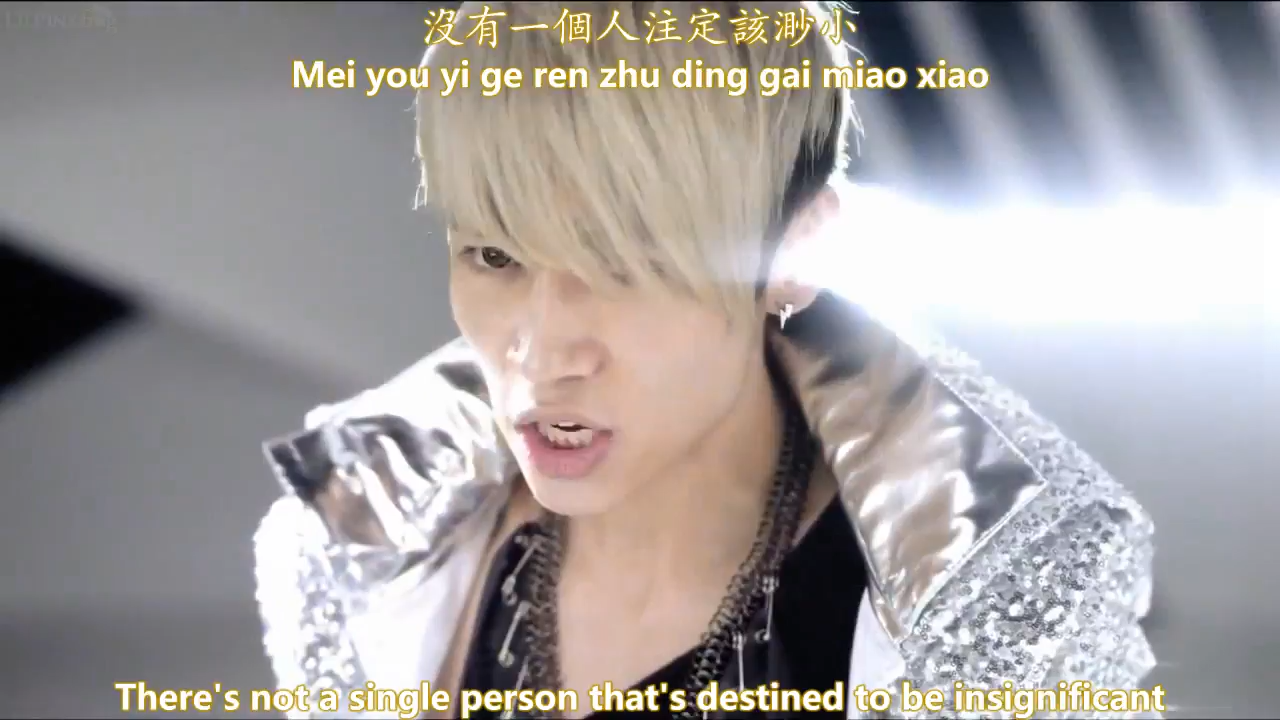 沒有一個人注定該渺小
Mei you yi ge ren zhu ding gai miao xiao
There's not a single person that's destined to be insignificant